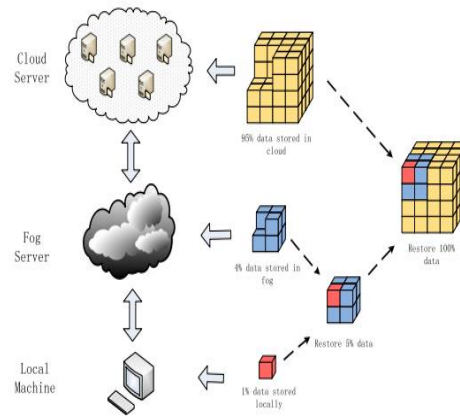 Cloud
Server
95% data stored in
cloud
Fog
Server
4% data stored in
fog
Restore 100%
data
Restore 5% data
Local
Machine
1% data stored
locally